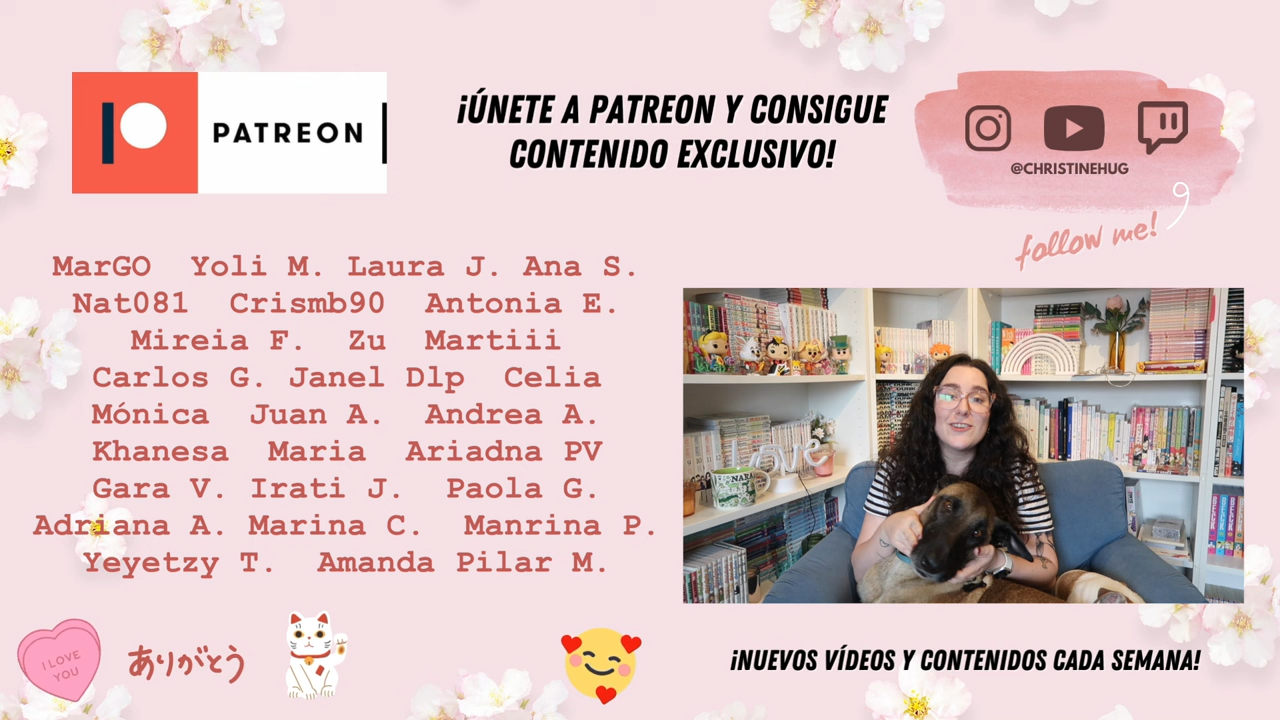 PATREON
¡ÚNETE A PATREON Y CONSIGUE
CONTENIDO EXCLUSIVO!
@CHRISTINEHUG
follow me!
MarGO Yoli M. Laura J. Ana S.
Nat081 Crismb90 Antonia E.
Mireia F. Zu Martiii
Carlos G. Janel Dlp Celia
Mónica Juan A. Andrea A.
Khanesa Maria Ariadna PV
Gara V. Irati J. Paola G.
Adriana A. Marina C. Manrina P.
Yeyetzy T. Amanda Pilar M.
love
NARA
I LOVE
YOU
ありがとう
¡NUEVOS VÍDEOS Y CONTENIDOS CADA SEMANA!